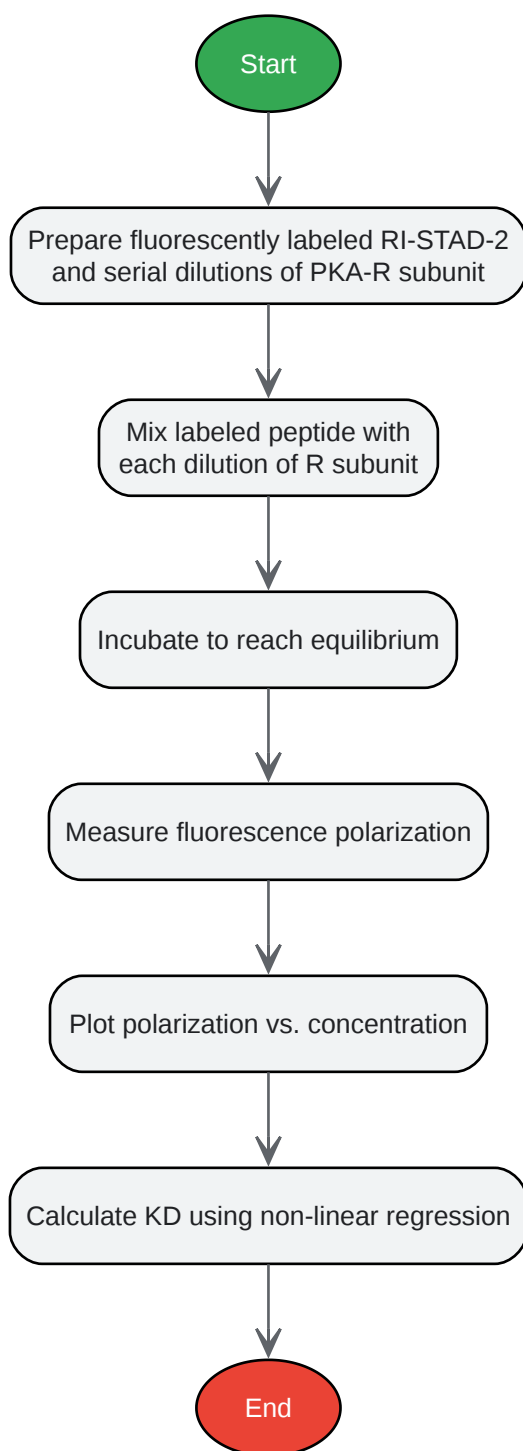 Start
Prepare fluorescently labeled RI-STAD-2
and serial dilutions of PKA-R subunit
Mix labeled peptide with
each dilution of R subunit
Incubate to reach equilibrium
Measure fluorescence polarization
Plot polarization vs. concentration
Calculate KD using non-linear regression
End